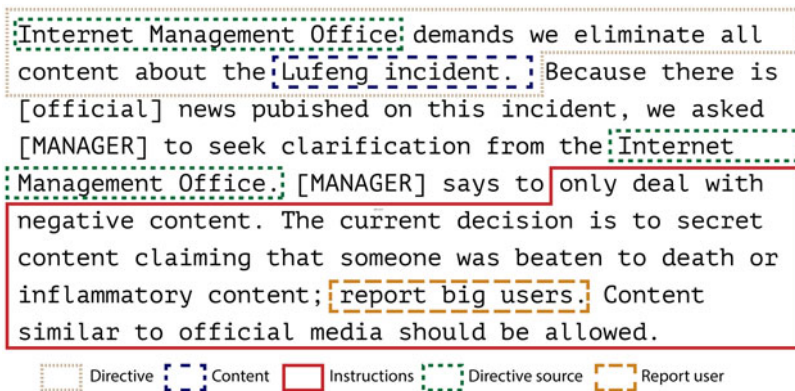 Internet Management Office demands we eliminate all
content about the Lufeng incident. Because there is
[official] news pubished on this incident, we asked
[MANAGER] to seek clarification from the Internet
Management Office. [MANAGER] says to only deal with
negative content. The current decision is to secret
content claiming that someone was beaten to death or
inflammatory content; report big users. Content
similar to official media should be allowed.
Directive Content Instructions Directive source Report user